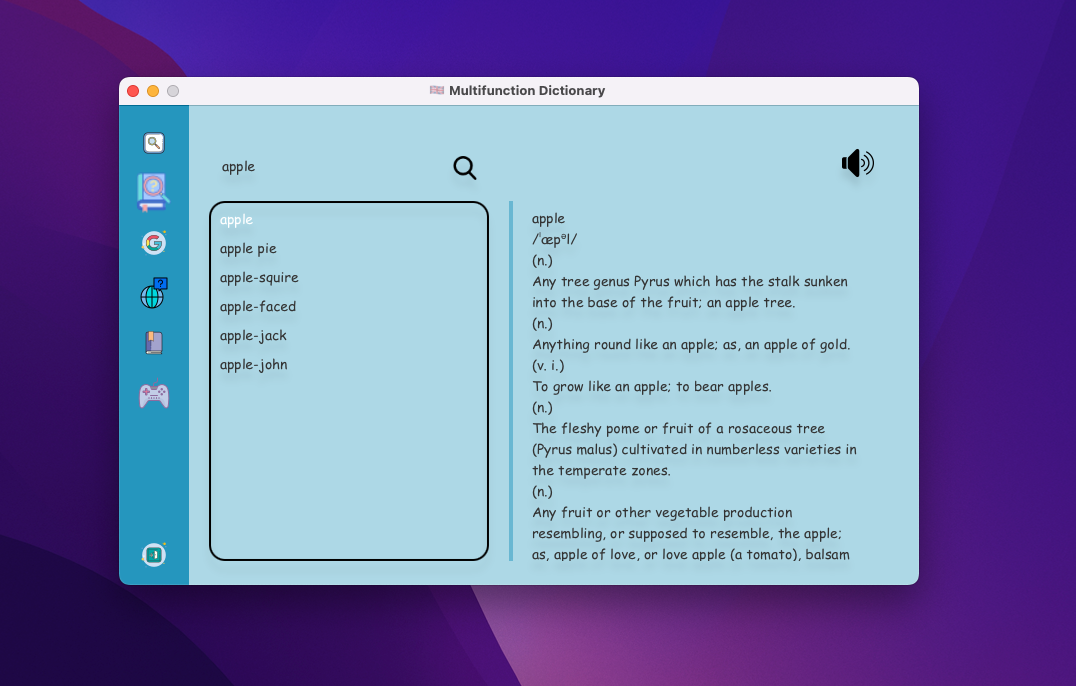 Multifunction Dictionary
apple
apple
apple pie
apple-squire
apple-faced
apple-jack
apple-john
apple
/ˈæpᵊl/
(n.)
Any tree genus Pyrus which has the stalk sunken
into the base of the fruit; an apple tree.
(n.)
Anything round like an apple; as, an apple of gold.
(v. i.)
To grow like an apple; to bear apples.
(n.)
The fleshy pome or fruit of a rosaceous tree
(Pyrus malus) cultivated in numberless varieties in
the temperate zones.
(n.)
Any fruit or other vegetable production
resembling, or supposed to resemble, the apple;
as, apple of love, or love apple (a tomato), balsam